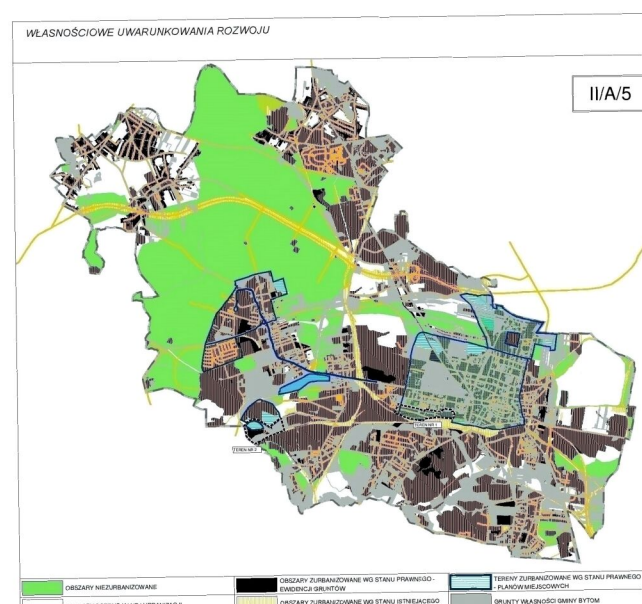 WŁASNOŚCIOWE UWARUNKOWANIA ROZWOJU
II/A/5
TEREN NR 1
TEREN NR 2
OBSZARY NIEZURBANIZOWANE
OBSZARY ZURBANIZOWANE WG STANU PRAWNEGO -
EWIDENCJI GRUNTÓW
TERENY ZURBANIZOWANE WG STANU PRAWNEGO
- PLANÓW MIEJSCOWYCH
OBSZARY ZURBANIZOWANE WG STANU ISTNIEJĄCEGO
GRUNTY WŁASNOŚCI GMINY BYTOM